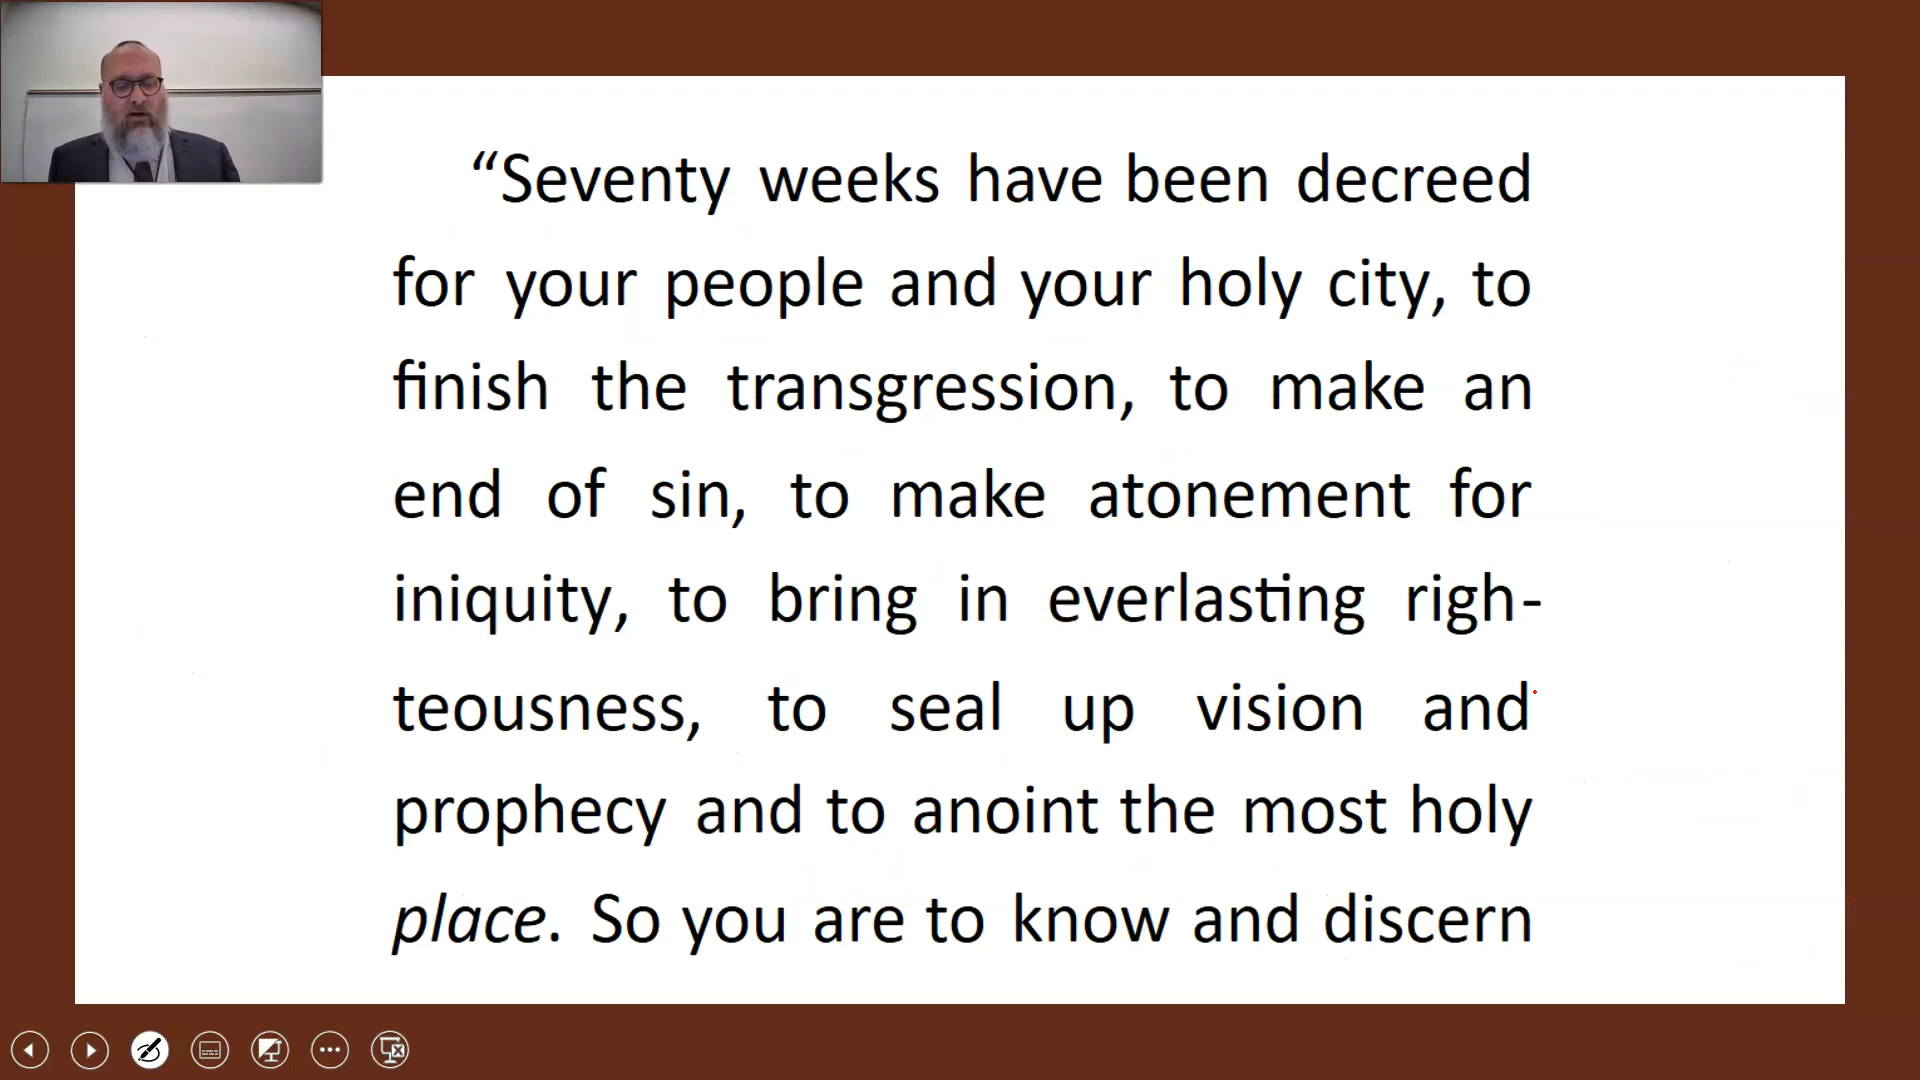 “Seventy weeks have been decreed
for your people and your holy city, to
finish the transgression, to make an
end of sin, to make atonement for
iniquity, to bring in everlasting righ-
teousness, to seal up vision and
prophecy and to anoint the most holy
place. So you are to know and discern